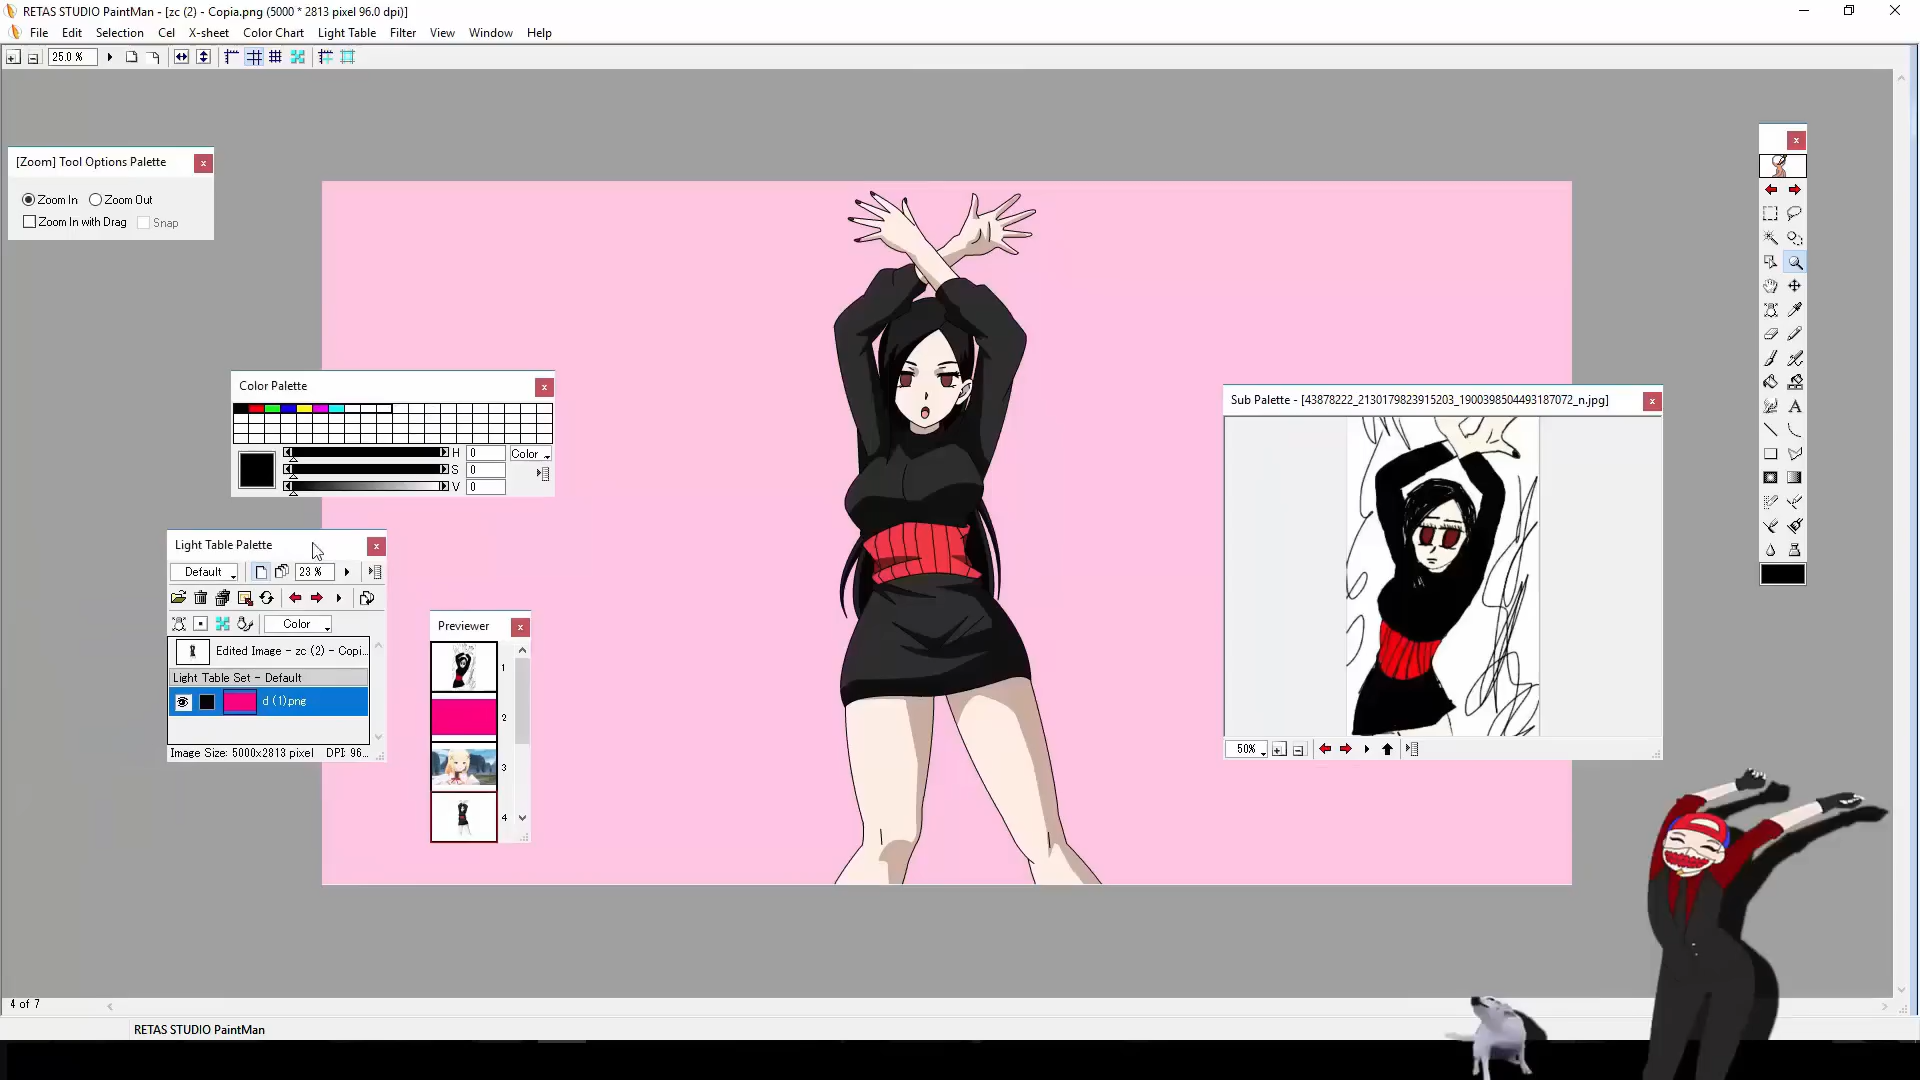 RETAS STUDIO PaintMan - [zc (2) - Copia.png (5000 * 2813 pixel 96.0 dpi)]
File Edit Selection Cel X-sheet Color Chart Light Table Filter View Window Help
25.0 %
[Zoom] Tool Options Palette
Zoom In Zoom Out
Zoom In with Drag Snap
Color Palette
H 0 Color
S 0
V 0
Sub Palette - [43878222_2130179823915203_1900398504493187072_n.jpg]
50%
Light Table Palette
Default 23 %
Color
Edited Image - zc (2) - Copi...
Light Table Set - Default
d (1).png
Image Size: 5000x2813 pixel DPI: 96...
Previewer
1
2
3
4
A
4 of 7
RETAS STUDIO PaintMan